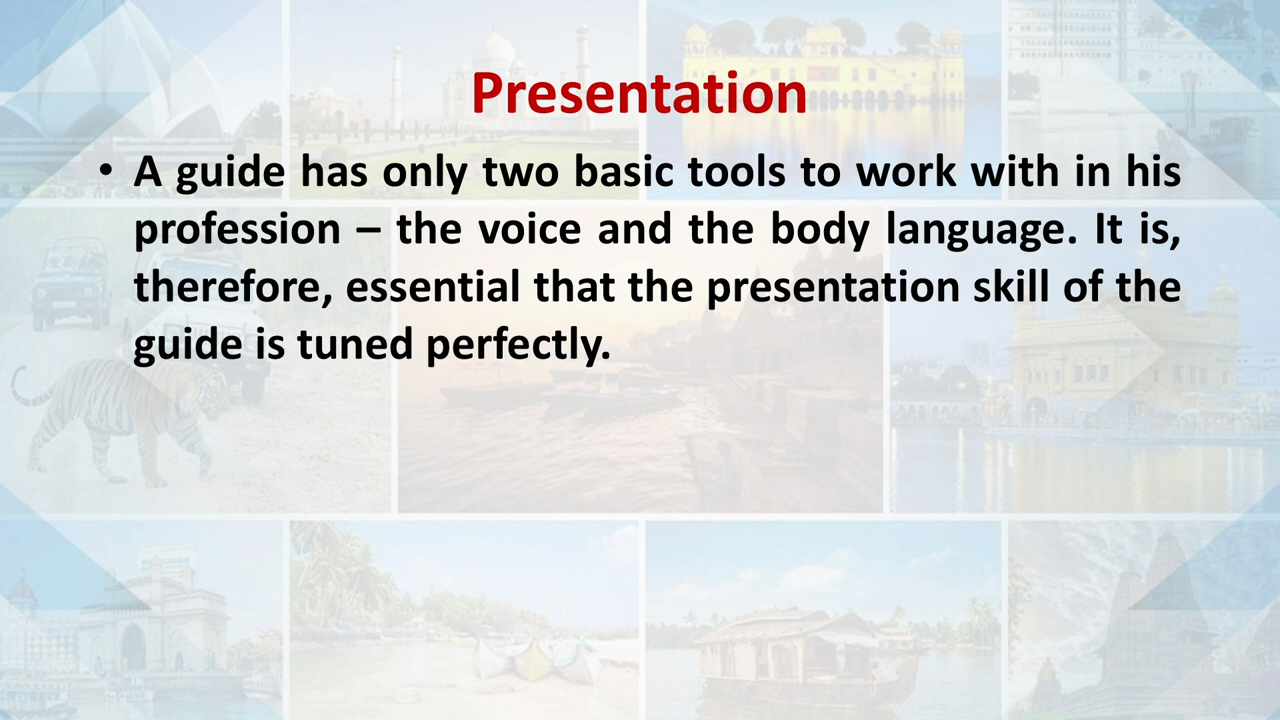 Presentation
• A guide has only two basic tools to work with in his
profession – the voice and the body language. It is,
therefore, essential that the presentation skill of the
guide is tuned perfectly.